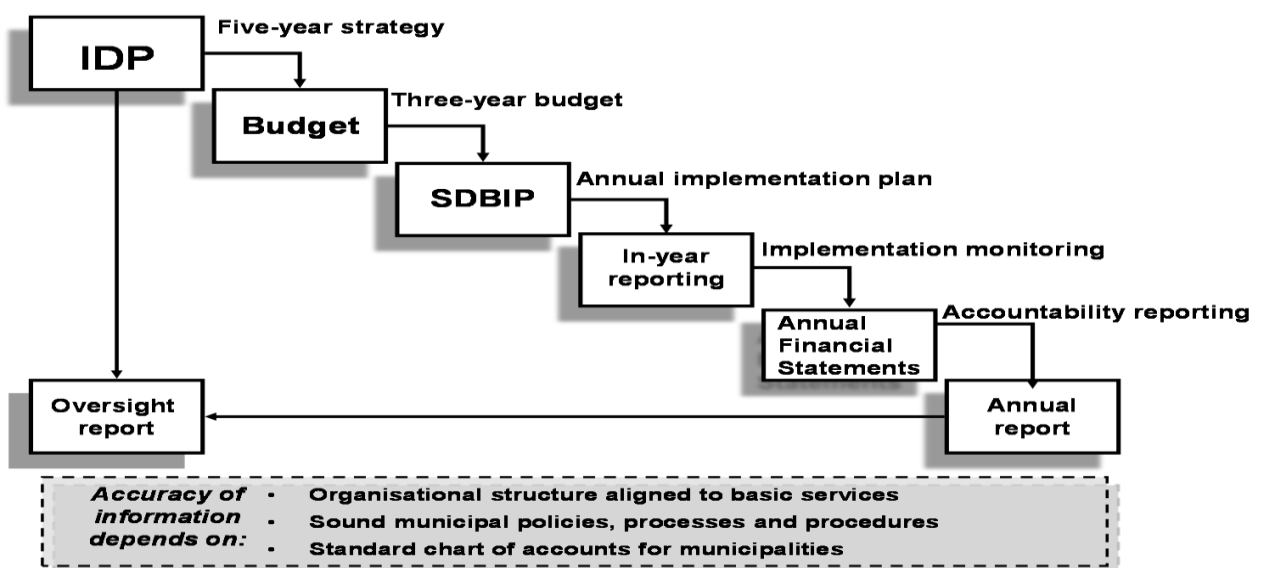 IDP
Five-year strategy
Budget
Three-year budget
SDBIP
Annual implementation plan
In-year
reporting
Implementation monitoring
Annual
Financial
Statements
Accountability reporting
Annual
report
Oversight
report
Accuracy of
information
depends on:
• Organisational structure aligned to basic services
• Sound municipal policies, processes and procedures
• Standard chart of accounts for municipalities